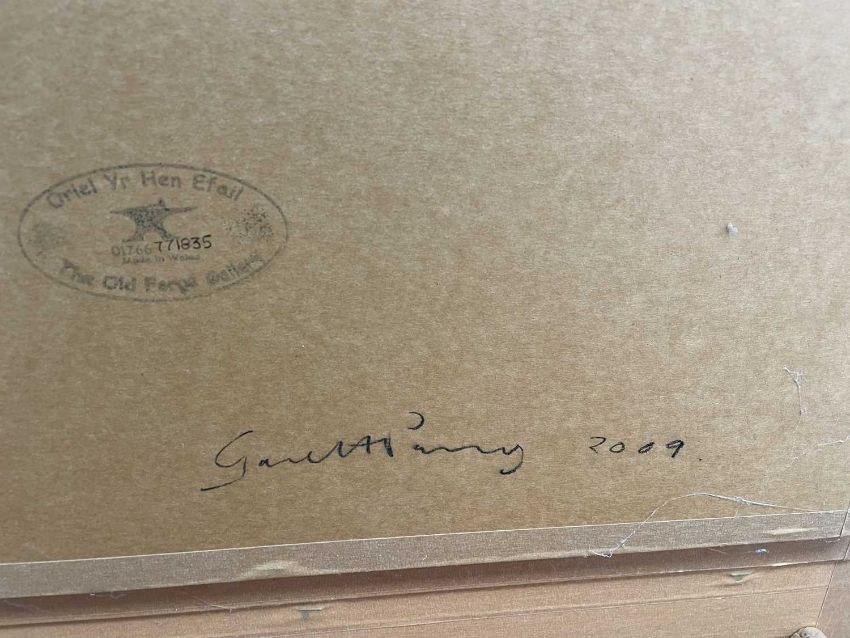 Oriel Yr Hen Efail
01766 771835
Made in Wales
The Old Forge Gallery
Gareth Parry 2009.